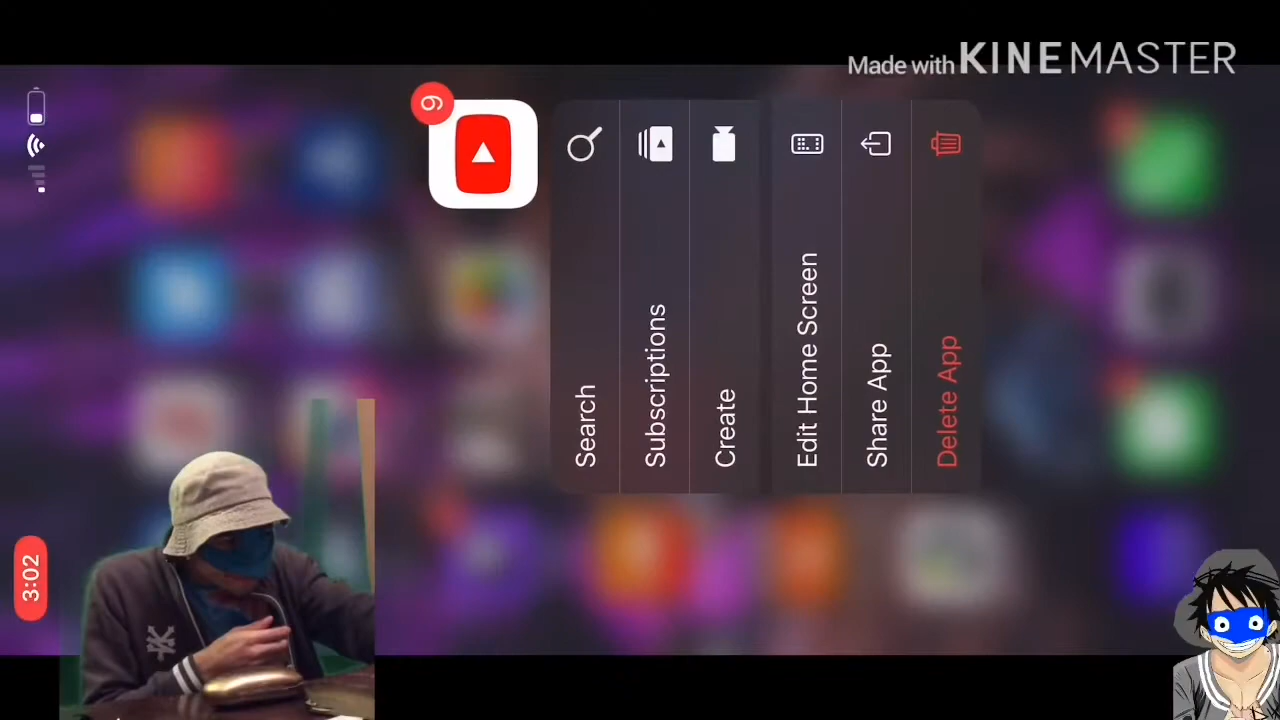 Made with KINEMASTER
3:02
9
Search
Subscriptions
Create
Edit Home Screen
Share App
Delete App